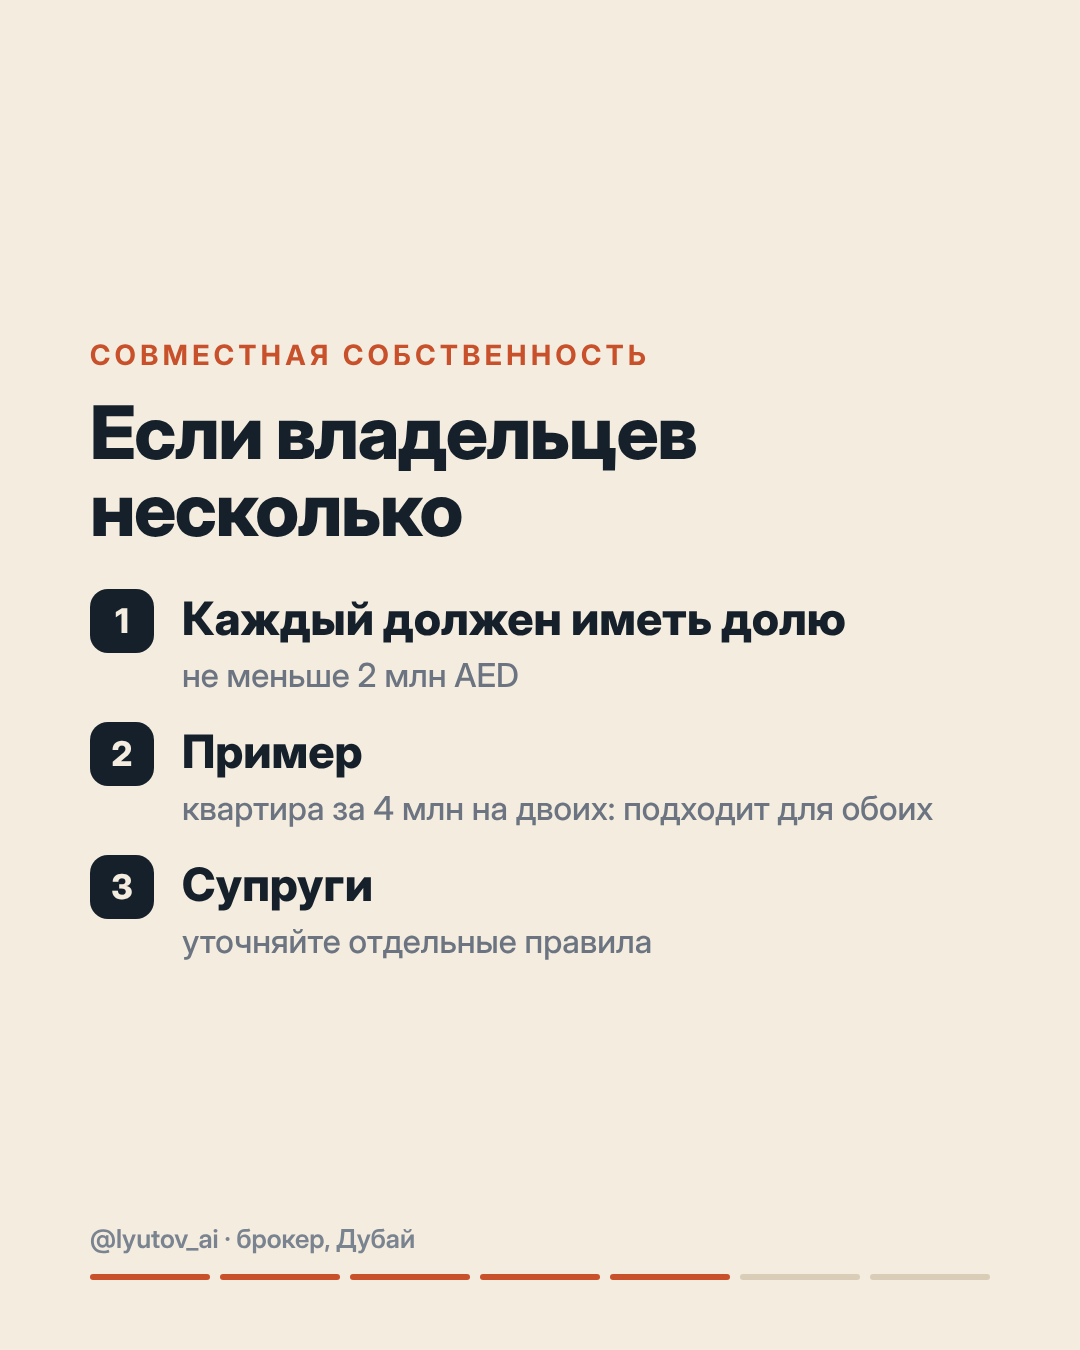 СОВМЕСТНАЯ СОБСТВЕННОСТЬ
Если владельцев
несколько
1 Каждый должен иметь долю
не меньше 2 млн AED
2 Пример
квартира за 4 млн на двоих: подходит для обоих
3 Супруги
уточняйте отдельные правила
@lyutov_ai · брокер, Дубай